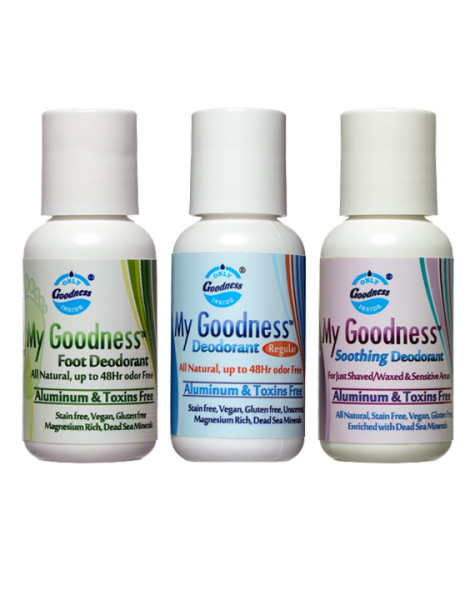 ONLY
Goodness
INSIDE
My Goodness™
Foot Deodorant
All Natural, up to 48Hr odor Free
Aluminum & Toxins Free
Stain free, Vegan, Gluten free
Magnesium Rich, Dead Sea Minerals
ONLY
Goodness ®
INSIDE
My Goodness™
Deodorant Regular
All Natural, up to 48Hr odor Free
Aluminum & Toxins Free
Stain free, Vegan, Gluten free, Unscented,
Magnesium Rich, Dead Sea Minerals
ONLY
Goodness
INSIDE
My Goodness™
Soothing Deodorant
For Just Shaved/Waxed & Sensitive Areas
Aluminum & Toxins Free
All Natural, Stain Free, Vegan, Gluten Free
Enriched with Dead Sea Minerals